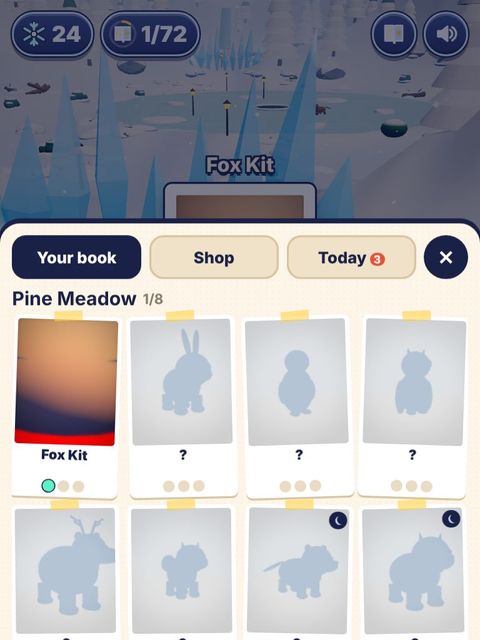 24
1/72
Fox Kit
Your book
Shop
Today 3
Pine Meadow 1/8
Fox Kit
?
?
?